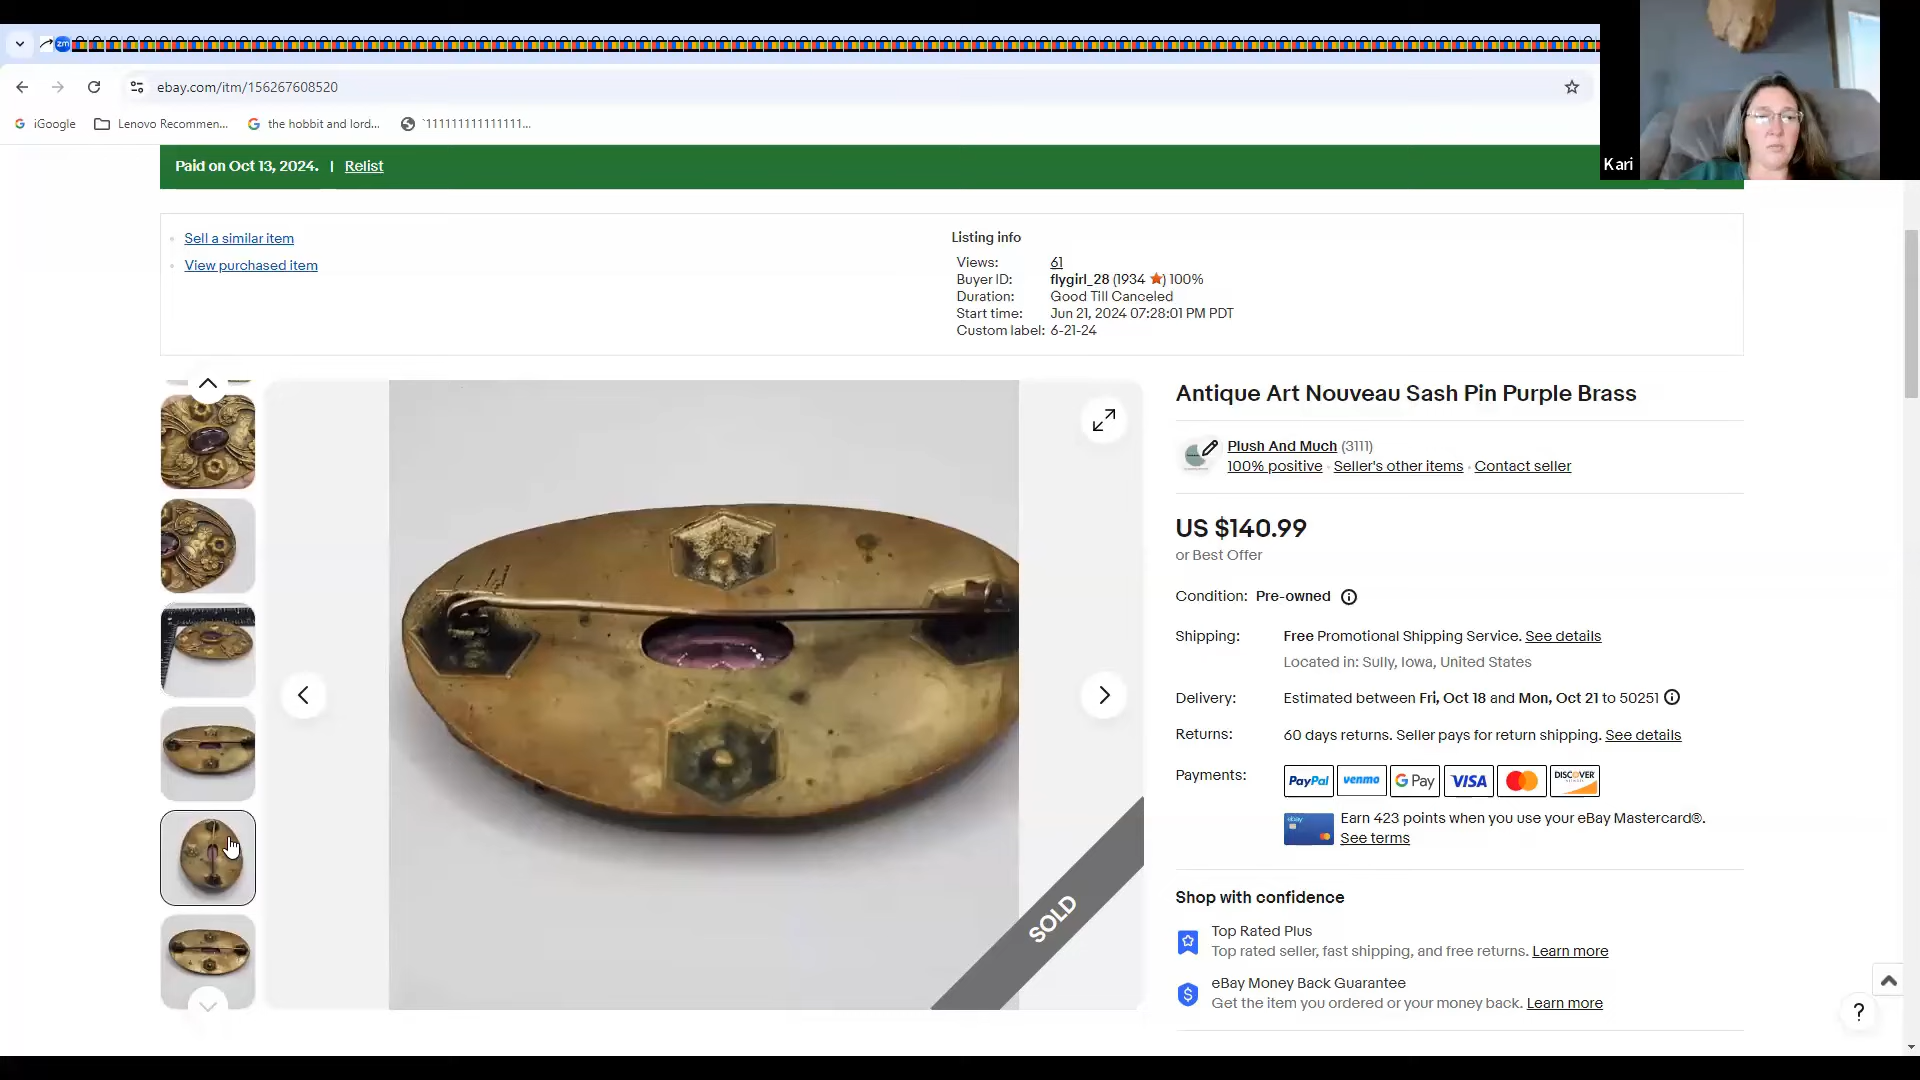 zm
ebay.com/itm/156267608520
iGoogle
Lenovo Recommen...
the hobbit and lord...
`111111111111111...
Kari
Paid on Oct 13, 2024. | Relist
Sell a similar item
View purchased item
Listing info
Views: 61
Buyer ID: flygirl_28 (1934 ) 100%
Duration: Good Till Canceled
Start time: Jun 21, 2024 07:28:01 PM PDT
Custom label: 6-21-24
SOLD
Antique Art Nouveau Sash Pin Purple Brass
Plush And Much (3111)
100% positive · Seller's other items · Contact seller
US $140.99
or Best Offer
Condition: Pre-owned
Shipping: Free Promotional Shipping Service. See details
Located in: Sully, Iowa, United States
Delivery: Estimated between Fri, Oct 18 and Mon, Oct 21 to 50251
Returns: 60 days returns. Seller pays for return shipping. See details
Payments: PayPal venmo G Pay VISA DISCOVER
ebay
Earn 423 points when you use your eBay Mastercard®.
See terms
Shop with confidence
Top Rated Plus
Top rated seller, fast shipping, and free returns. Learn more
eBay Money Back Guarantee
Get the item you ordered or your money back. Learn more
?